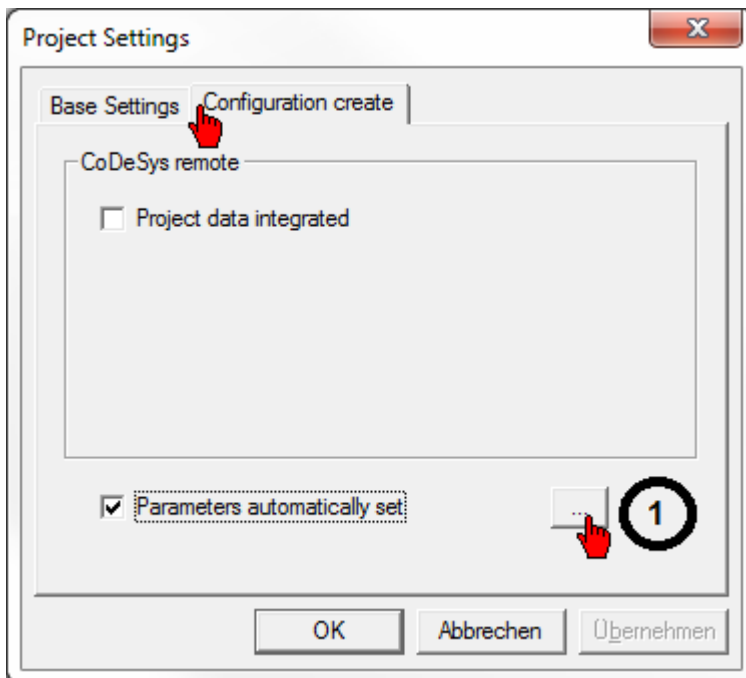 Project Settings
Base Settings
Configuration create
CoDeSys remote
Project data integrated
Parameters automatically set
...
1
OK
Abbrechen
Übernehmen